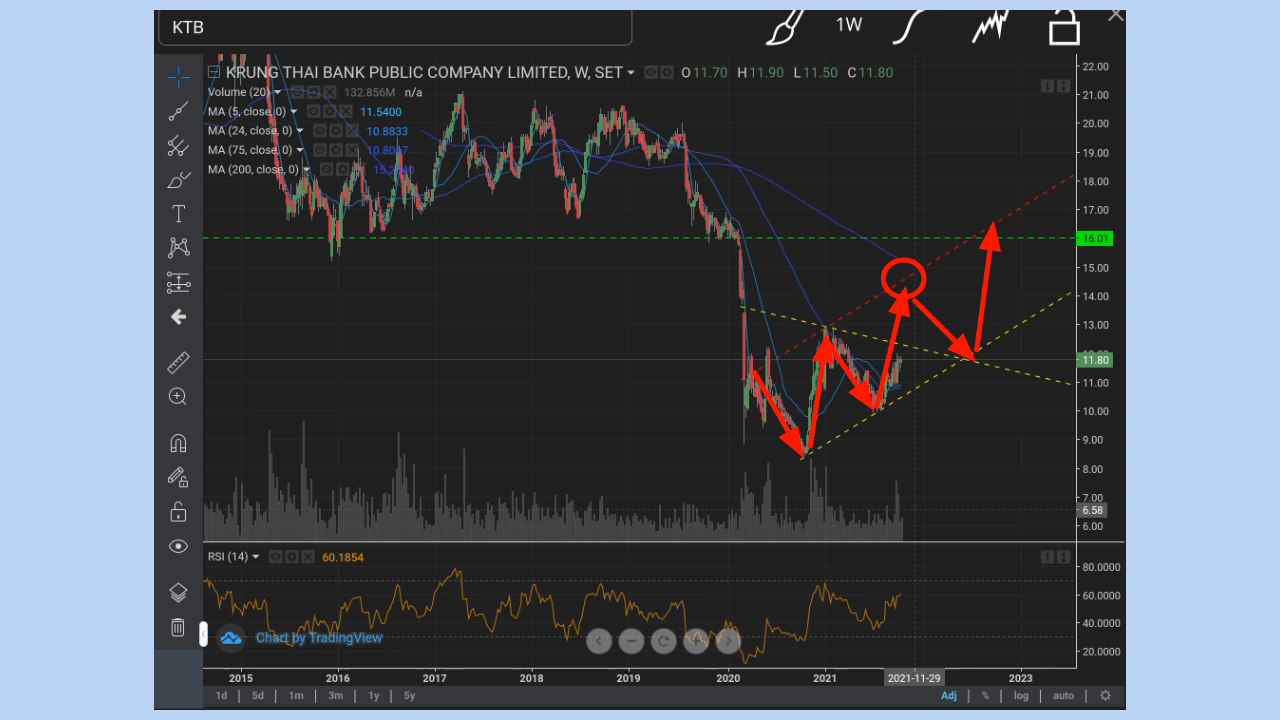 KTB
1W
KRUNG THAI BANK PUBLIC COMPANY LIMITED, W, SET O11.70 H11.90 L11.50 C11.80
Volume (20) 132.856M n/a
MA (5, close, 0) 11.5400
MA (24, close, 0) 10.8833
MA (75, close, 0)
MA (200, close, 0)
22.00
21.00
20.00
19.00
18.00
17.00
16.01
15.00
14.00
13.00
11.80
11.00
10.00
9.00
8.00
7.00
6.58
6.00
RSI (14) 60.1854
80.0000
60.0000
40.0000
20.0000
Chart by TradingView
2015 2016 2017 2018 2019 2020 2021 2021-11-29 2023
1d 5d 1m 3m 1y 5y Adj % log auto